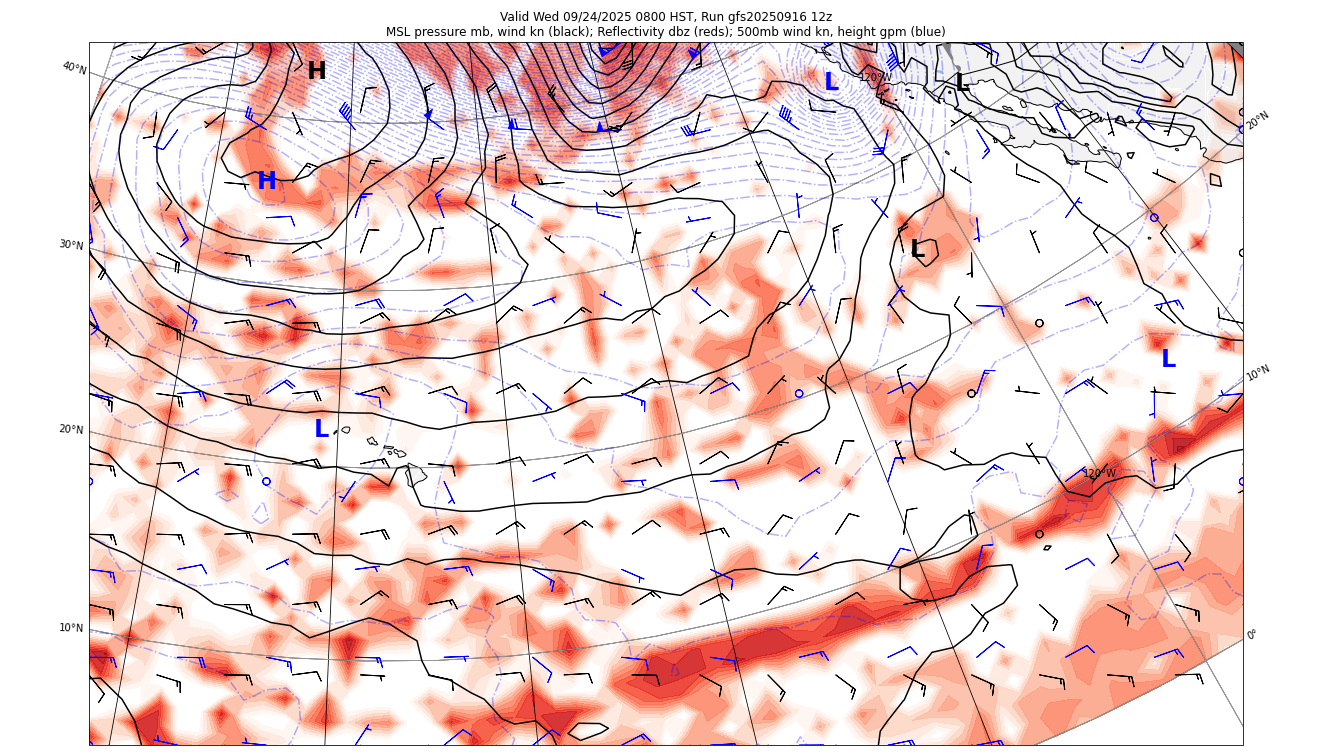 Valid Wed 09/24/2025 0800 HST, Run gfs20250916 12z
MSL pressure mb, wind kn (black); Reflectivity dbz (reds); 500mb wind kn, height gpm (blue)
40°N
H
L
120°W
L
20°N
H
30°N
L
L
10°N
20°N
L
120°W
10°N
0°